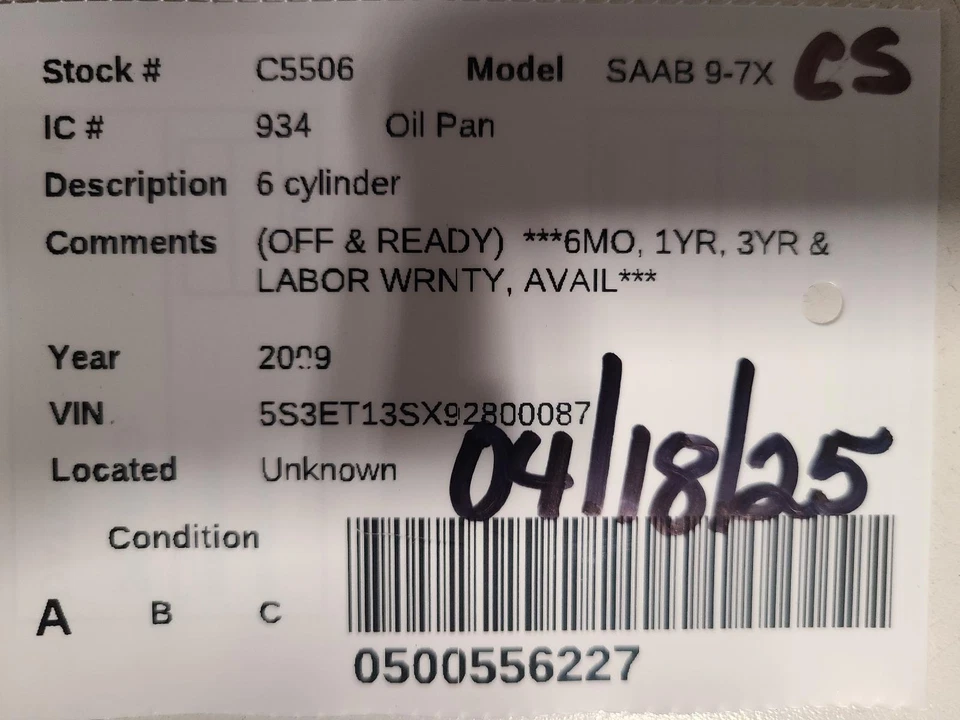 Stock # C5506 Model SAAB 9-7X CS
IC # 934 Oil Pan
Description 6 cylinder
Comments (OFF & READY) ***6MO, 1YR, 3YR &
LABOR WRNTY, AVAIL***
Year 2009
VIN 5S3ET13SX92800087
04/18/25
Located Unknown
Condition
A B C
0500556227